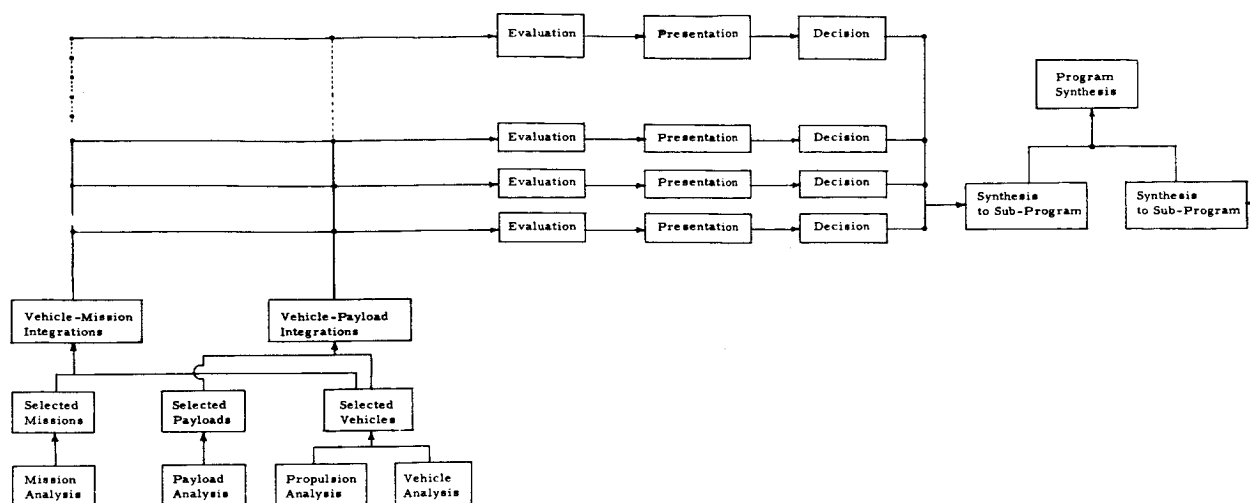 Evaluation
Presentation
Decision
Program
Synthesis
Evaluation
Presentation
Decision
Evaluation
Presentation
Decision
Synthesis
to Sub-Program
Synthesis
to Sub-Program
Evaluation
Presentation
Decision
Vehicle-Mission
Integrations
Vehicle-Payload
Integrations
Selected
Missions
Selected
Payloads
Selected
Vehicles
Mission
Analysis
Payload
Analysis
Propulsion
Analysis
Vehicle
Analysis